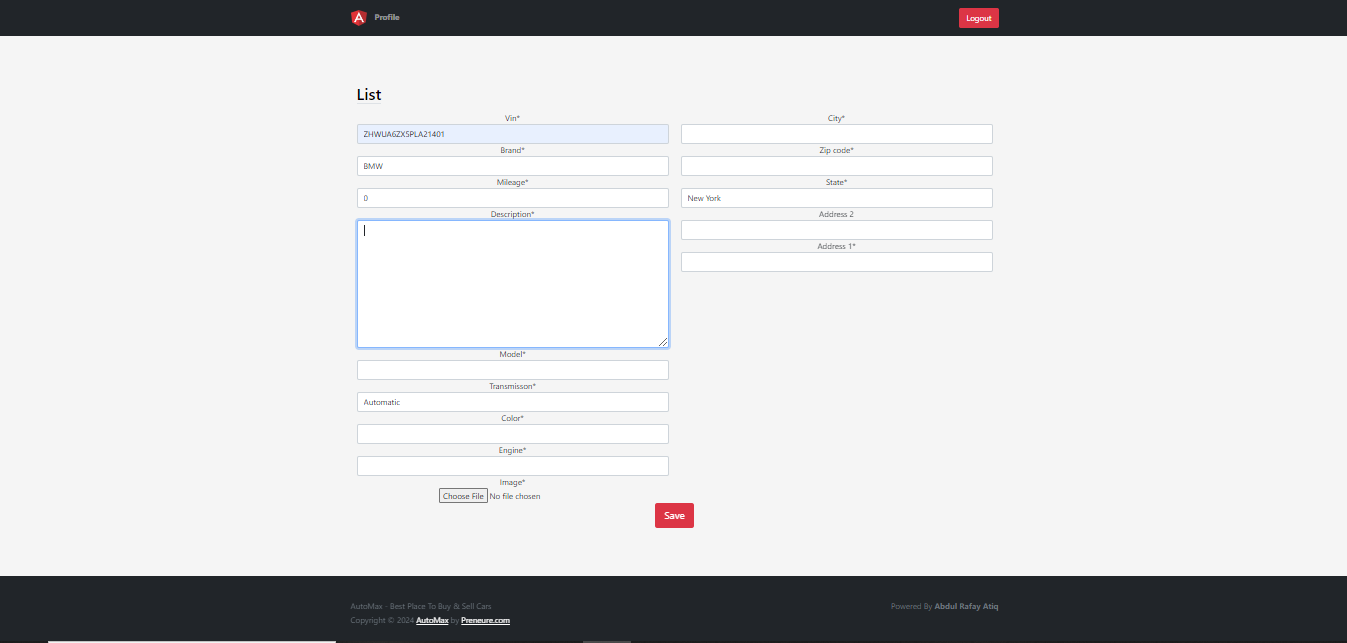 Profile
Logout
List
Vin*
ZHWUA6ZX5PLA21401
Brand*
BMW
Mileage*
0
Description*
Model*
Transmisson*
Automatic
Color*
Engine*
Image*
Choose File No file chosen
City*
Zip code*
State*
New York
Address 2
Address 1*
Save
AutoMax - Best Place To Buy & Sell Cars
Copyright © 2024 AutoMax by Preneure.com
Powered By Abdul Rafay Atiq